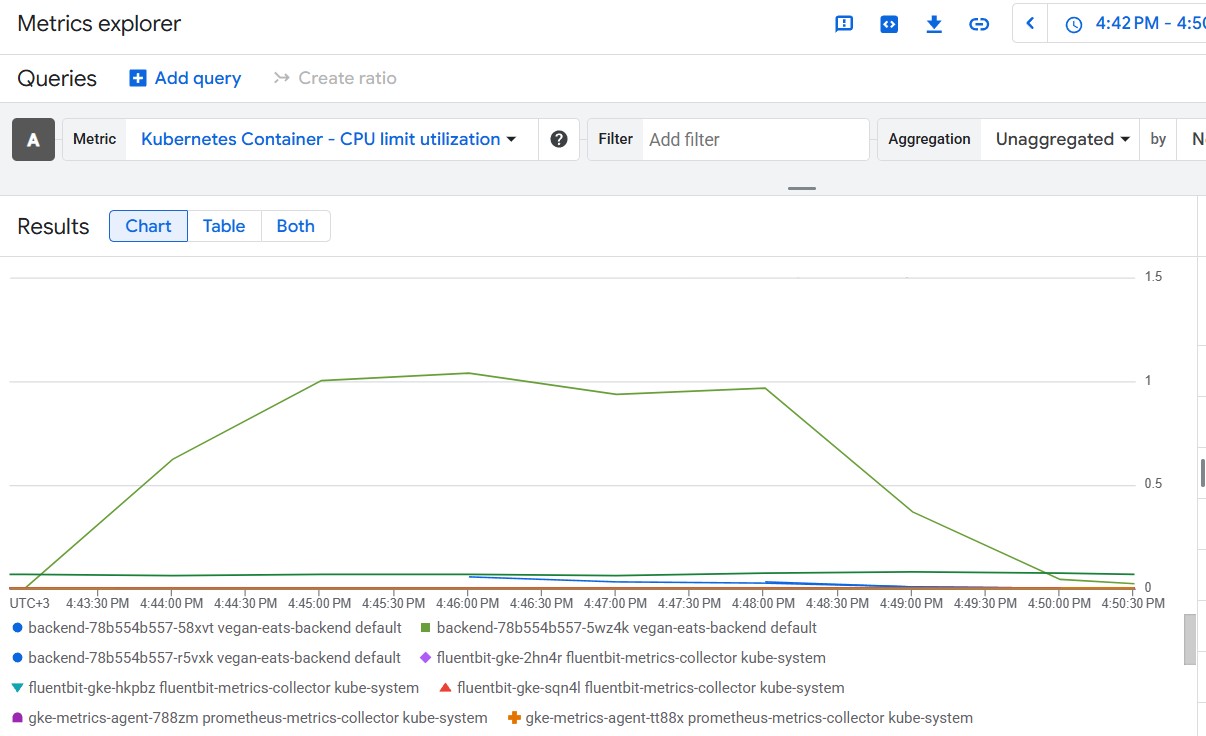 Metrics explorer 4:42 PM - 4:50
Queries Add query Create ratio
A Metric Kubernetes Container - CPU limit utilization ? Filter Add filter Aggregation Unaggregated by
Results Chart Table Both
1.5
1
0.5
0
UTC+3 4:43:30 PM 4:44:00 PM 4:44:30 PM 4:45:00 PM 4:45:30 PM 4:46:00 PM 4:46:30 PM 4:47:00 PM 4:47:30 PM 4:48:00 PM 4:48:30 PM 4:49:00 PM 4:49:30 PM 4:50:00 PM 4:50:30 PM
backend-78b554b557-58xvt vegan-eats-backend default backend-78b554b557-5wz4k vegan-eats-backend default
backend-78b554b557-r5vxk vegan-eats-backend default fluentbit-gke-2hn4r fluentbit-metrics-collector kube-system
fluentbit-gke-hkpbz fluentbit-metrics-collector kube-system fluentbit-gke-sqn4l fluentbit-metrics-collector kube-system
gke-metrics-agent-788zm prometheus-metrics-collector kube-system gke-metrics-agent-tt88x prometheus-metrics-collector kube-system